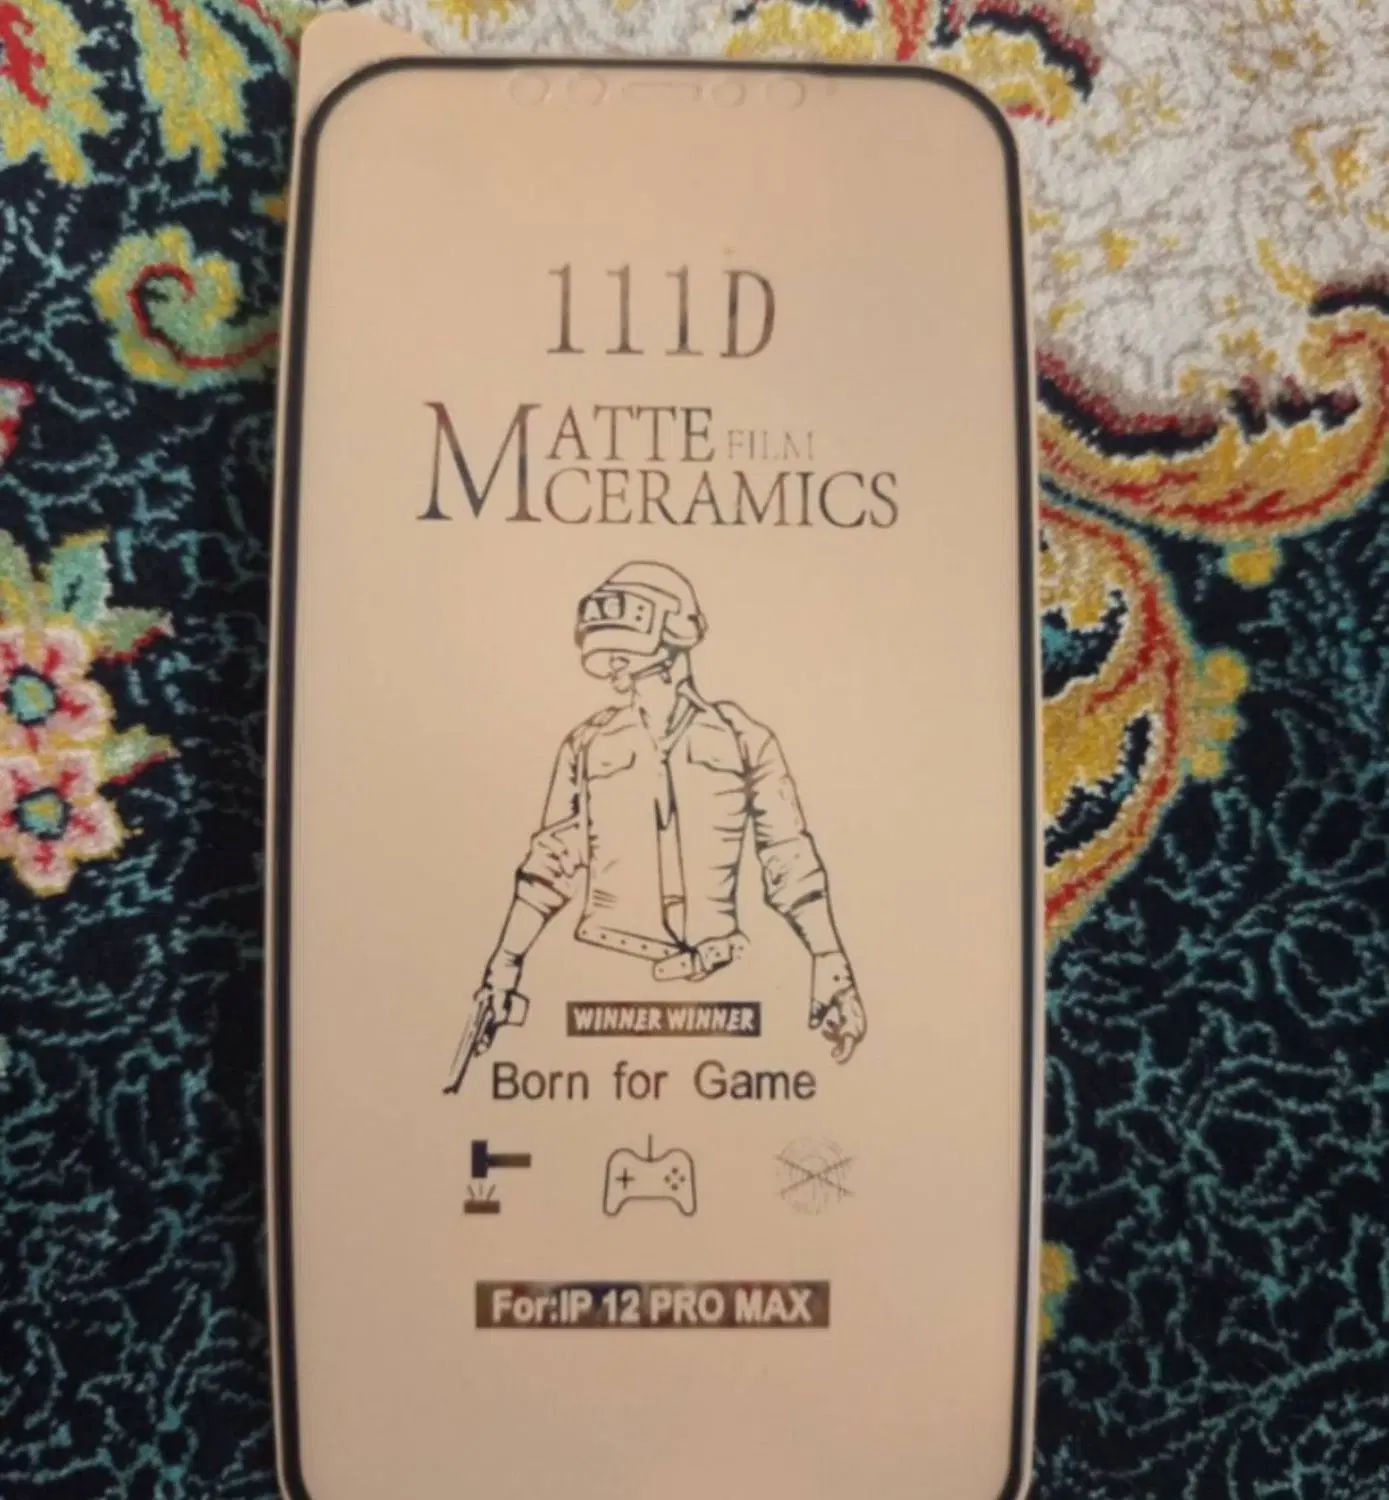 111D
MATTE FILM
CERAMICS
WINNER WINNER
Born for Game
For:IP 12 PRO MAX